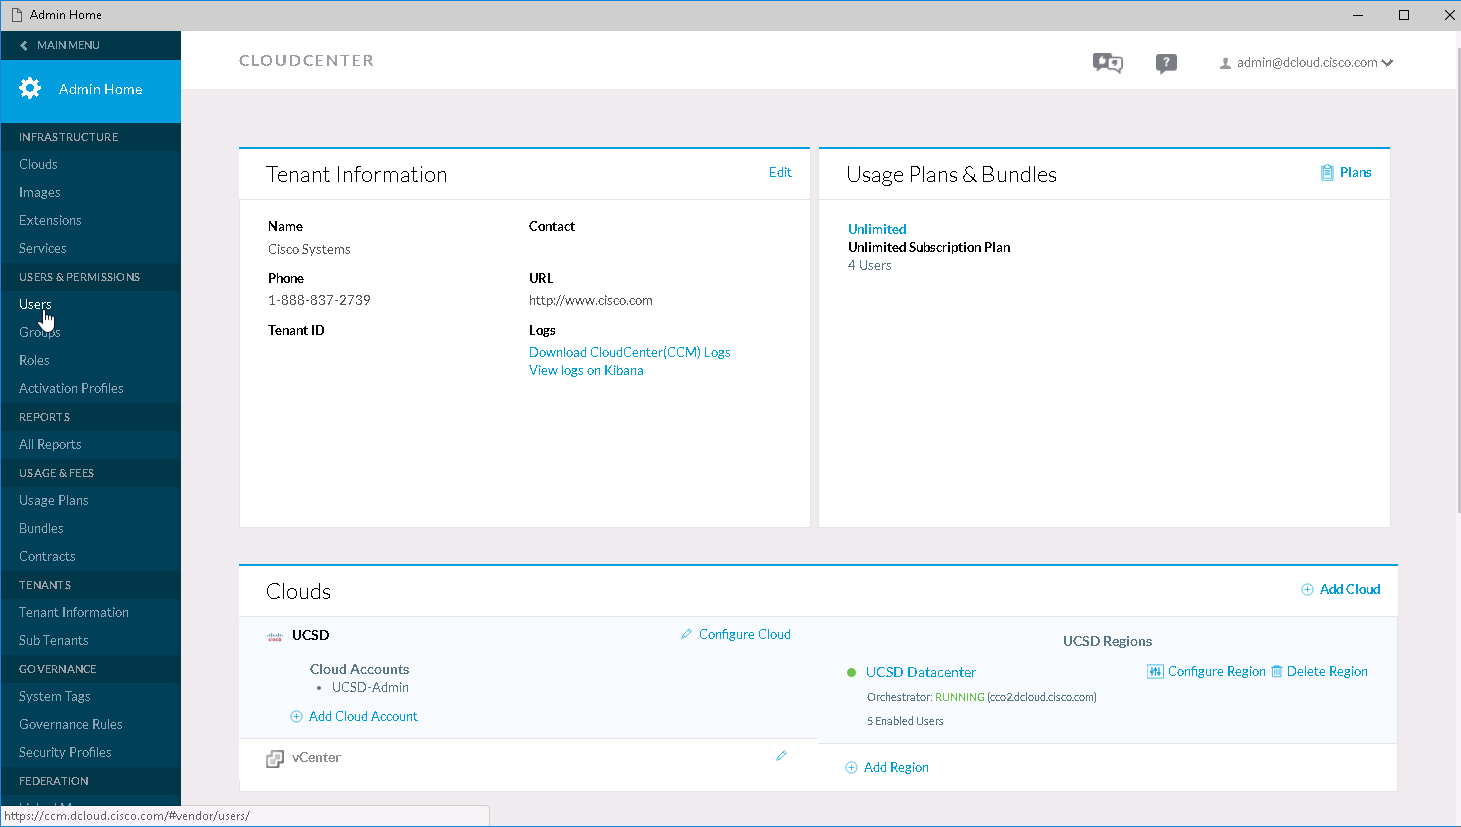 Admin Home
MAIN MENU
Admin Home
INFRASTRUCTURE
Clouds
Images
Extensions
Services
USERS & PERMISSIONS
Users
Groups
Roles
Activation Profiles
REPORTS
All Reports
USAGE & FEES
Usage Plans
Bundles
Contracts
TENANTS
Tenant Information
Sub Tenants
GOVERNANCE
System Tags
Governance Rules
Security Profiles
FEDERATION
https://ccm.dcloud.cisco.com/#vendor/users/
CLOUDCENTER
?
admin@dcloud.cisco.com
Tenant Information
Edit
Name
Cisco Systems
Contact
Phone
1-888-837-2739
URL
http://www.cisco.com
Tenant ID
Logs
Download CloudCenter(CCM) Logs
View logs on Kibana
Usage Plans & Bundles
Plans
Unlimited
Unlimited Subscription Plan
4 Users
Clouds
Add Cloud
CISCO
UCSD
Configure Cloud
Cloud Accounts
• UCSD-Admin
Add Cloud Account
UCSD Regions
UCSD Datacenter
Configure Region
Delete Region
Orchestrator: RUNNING (cco2.dcloud.cisco.com)
5 Enabled Users
vCenter
Add Region